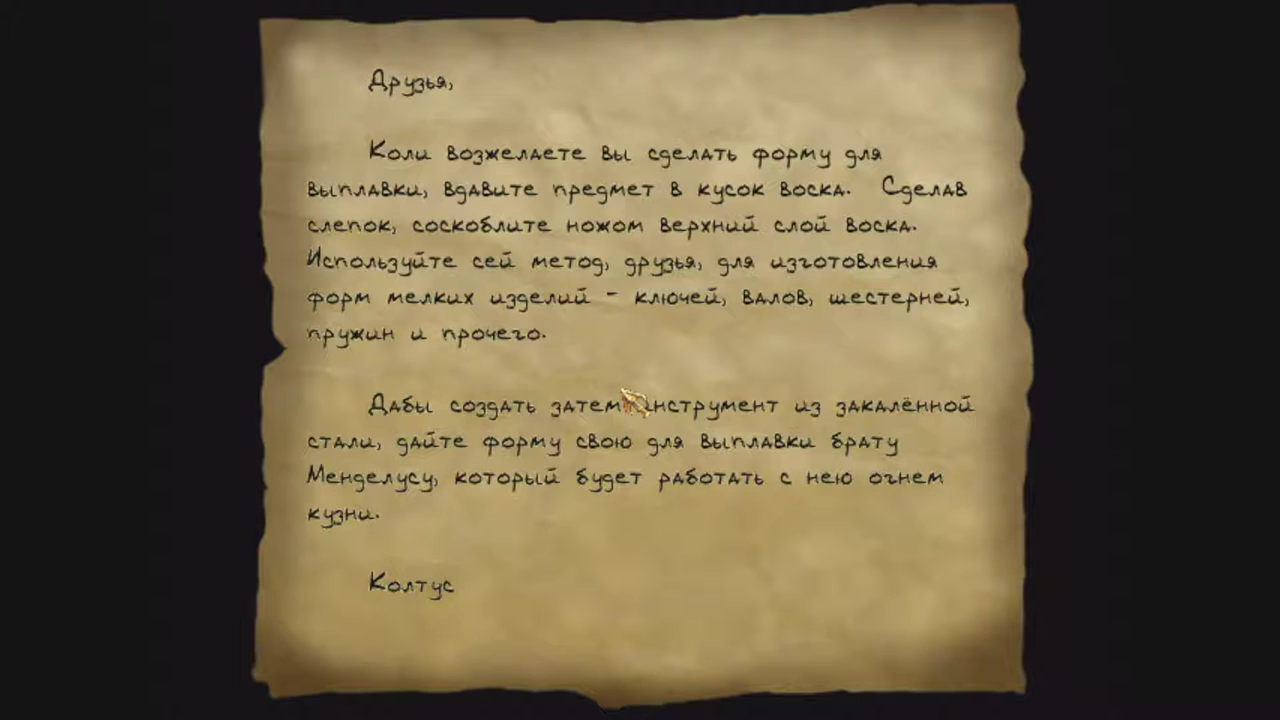 Друзья,
Коли возжелаете вы сделать форму для
выплавки, вдавите предмет в кусок воска. Сделав
слепок, соскоблите ножом верхний слой воска.
Используйте сей метод, друзья, для изготовления
форм мелких изделий - ключей, валов, шестерней,
пружин и прочего.
Дабы создать затем инструмент из закалённой
стали, дайте форму свою для выплавки брату
Менделусу, который будет работать с нею огнем
кузни.
Колтус